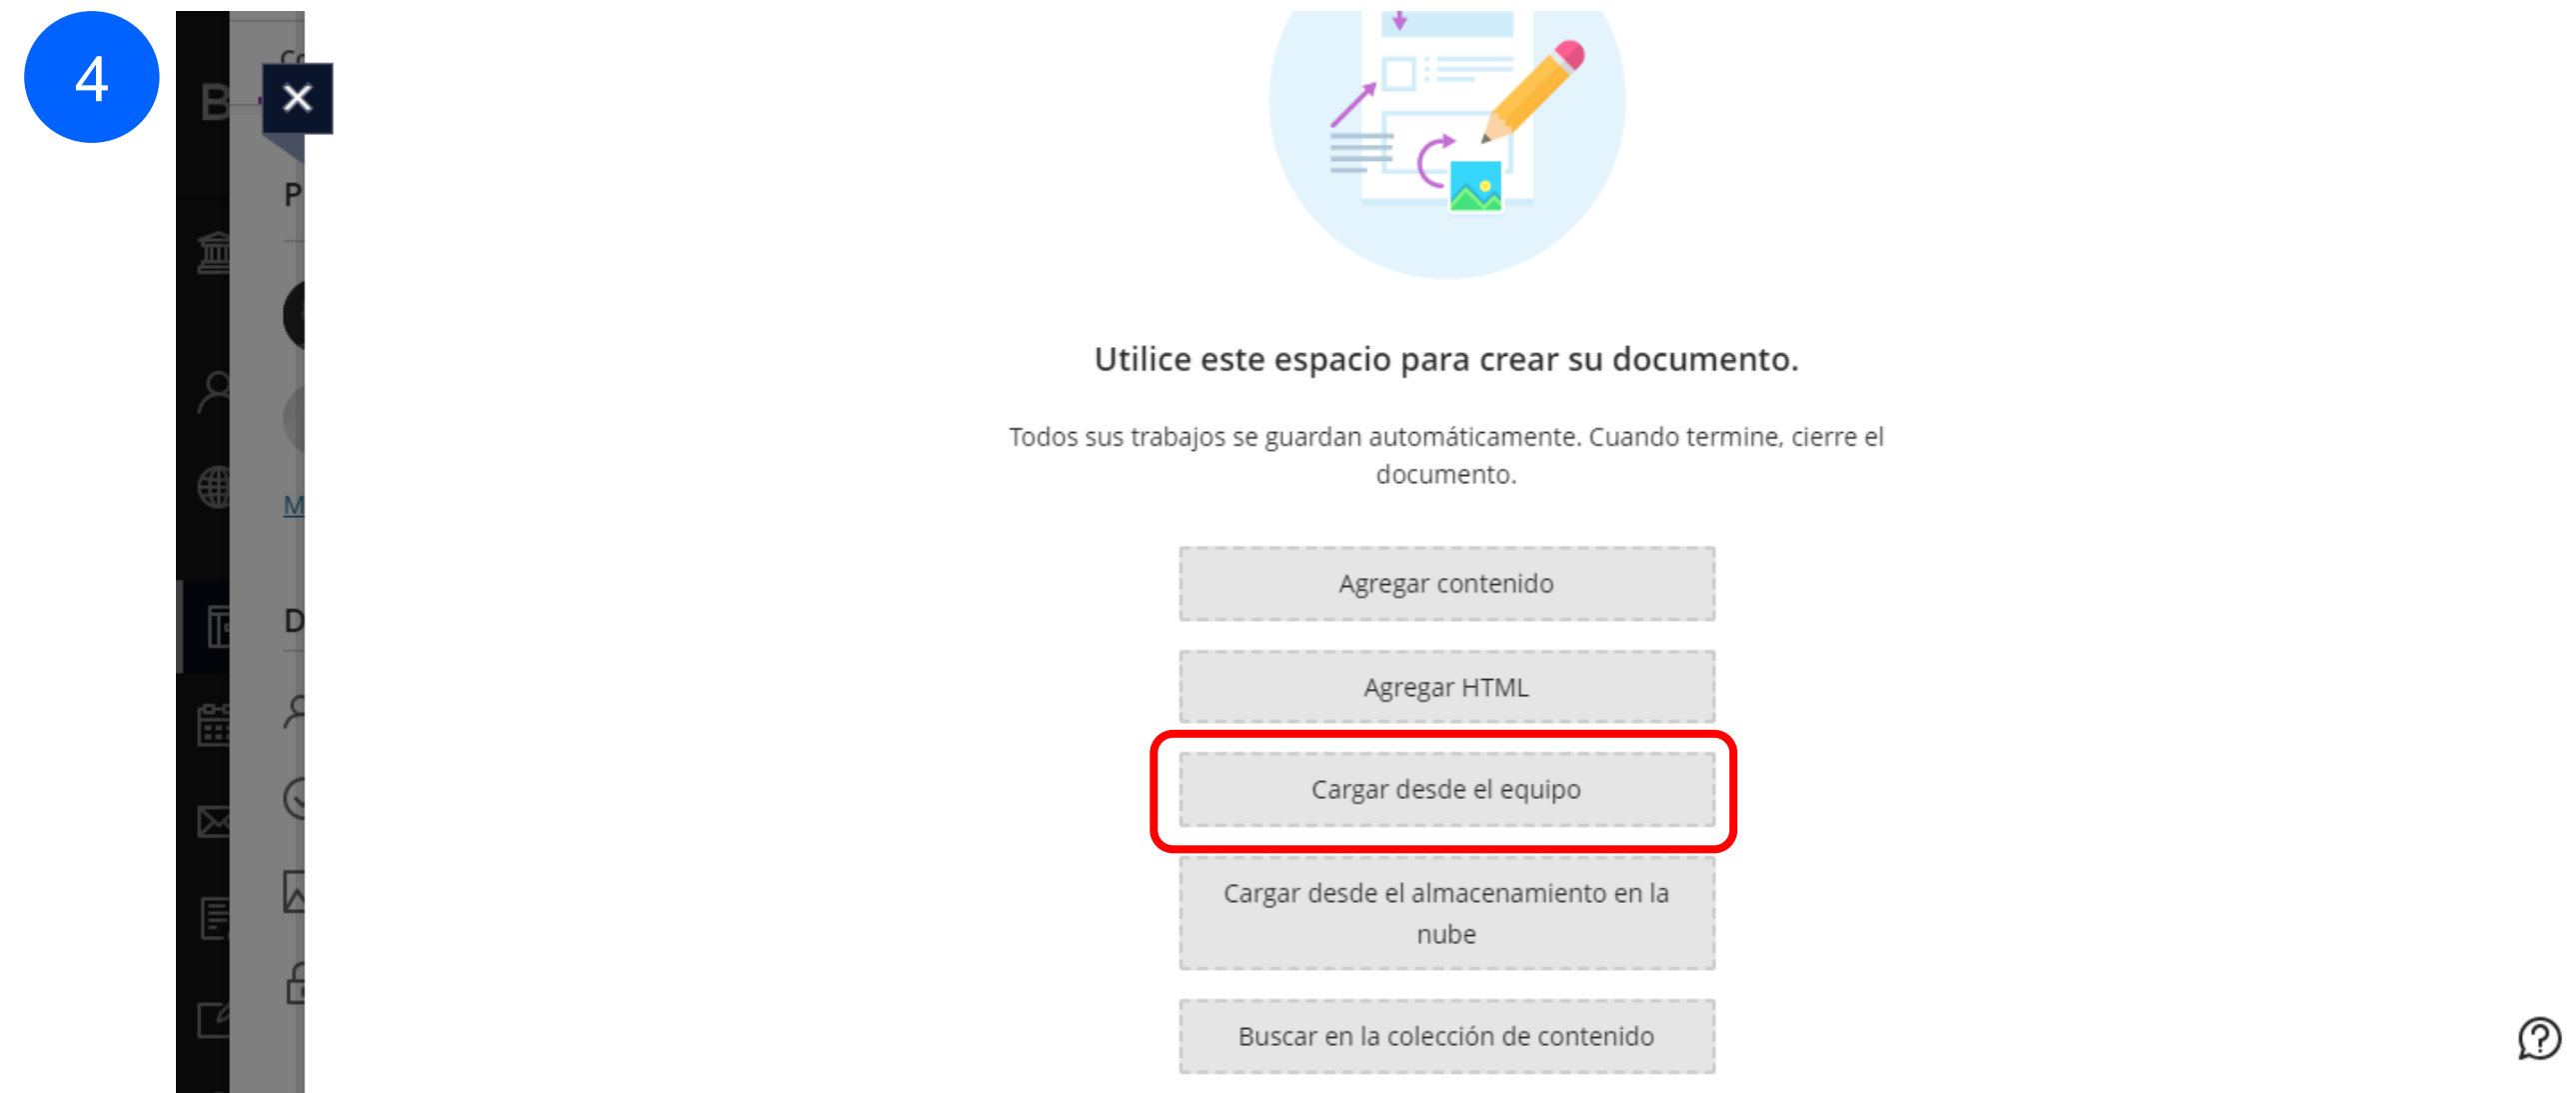 4
B
P
M
D
Utilice este espacio para crear su documento.
Todos sus trabajos se guardan automáticamente. Cuando termine, cierre el
documento.
Agregar contenido
Agregar HTML
Cargar desde el equipo
Cargar desde el almacenamiento en la
nube
Buscar en la colección de contenido